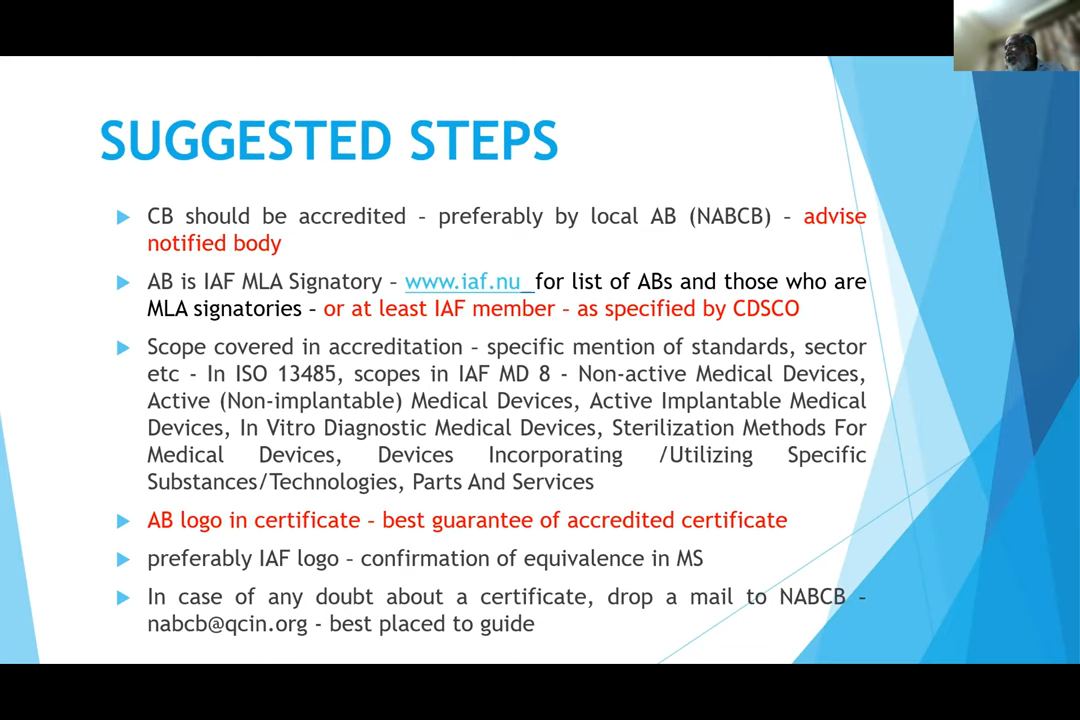 SUGGESTED STEPS
CB should be accredited – preferably by local AB (NABCB) – advise
notified body
AB is IAF MLA Signatory – www.iaf.nu for list of ABs and those who are
MLA signatories – or at least IAF member – as specified by CDSCO
Scope covered in accreditation – specific mention of standards, sector
etc - In ISO 13485, scopes in IAF MD 8 - Non-active Medical Devices,
Active (Non-implantable) Medical Devices, Active Implantable Medical
Devices, In Vitro Diagnostic Medical Devices, Sterilization Methods For
Medical Devices, Devices Incorporating /Utilizing Specific
Substances/Technologies, Parts And Services
AB logo in certificate – best guarantee of accredited certificate
preferably IAF logo – confirmation of equivalence in MS
In case of any doubt about a certificate, drop a mail to NABCB –
nabcb@qcin.org - best placed to guide